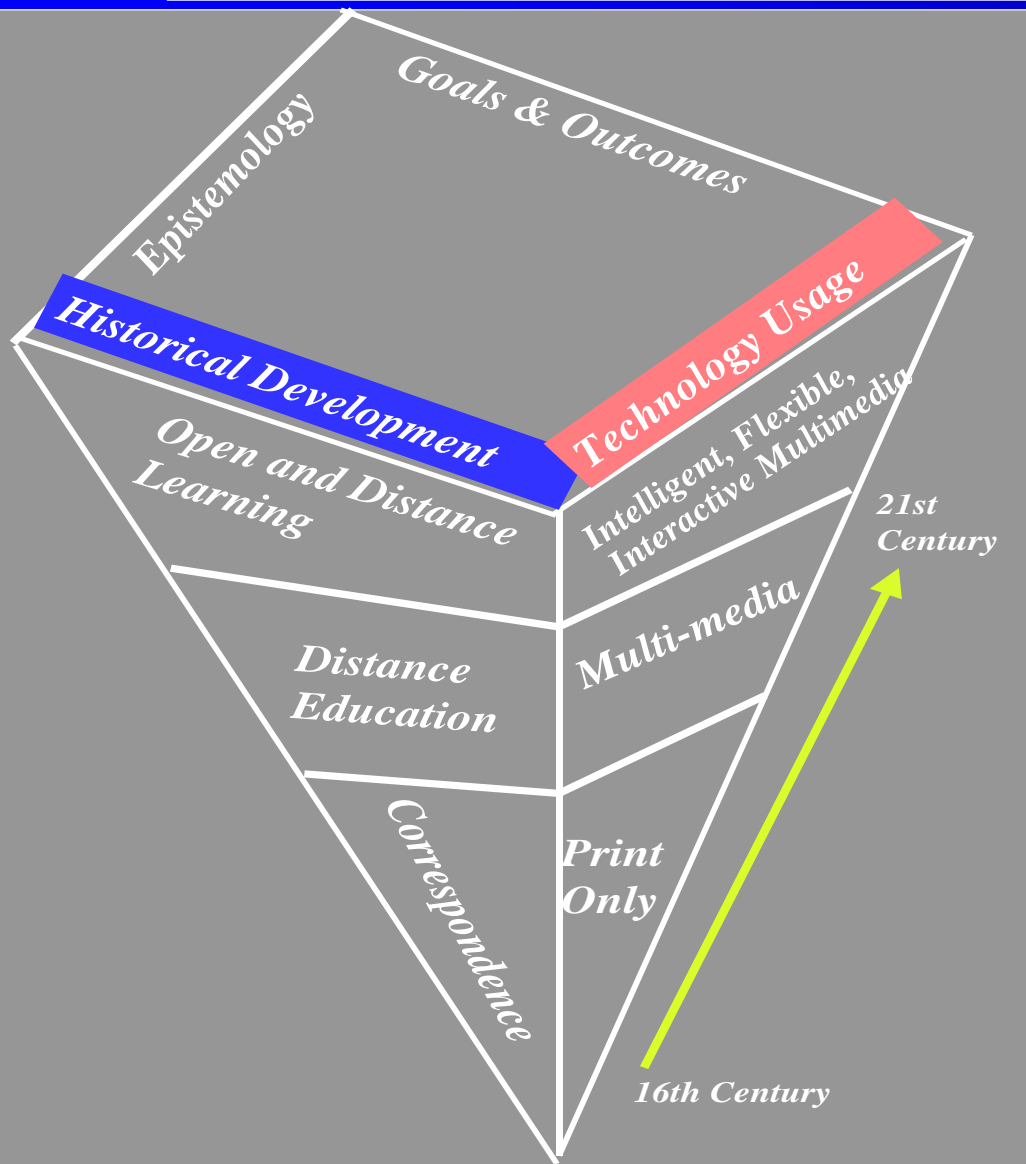 Goals & Outcomes
Epistemology
Historical Development
Technology Usage
Open and Distance
Learning
Intelligent, Flexible,
Interactive Multimedia
21st
Century
Distance
Education
Multi-media
Correspondence
Print
Only
16th Century